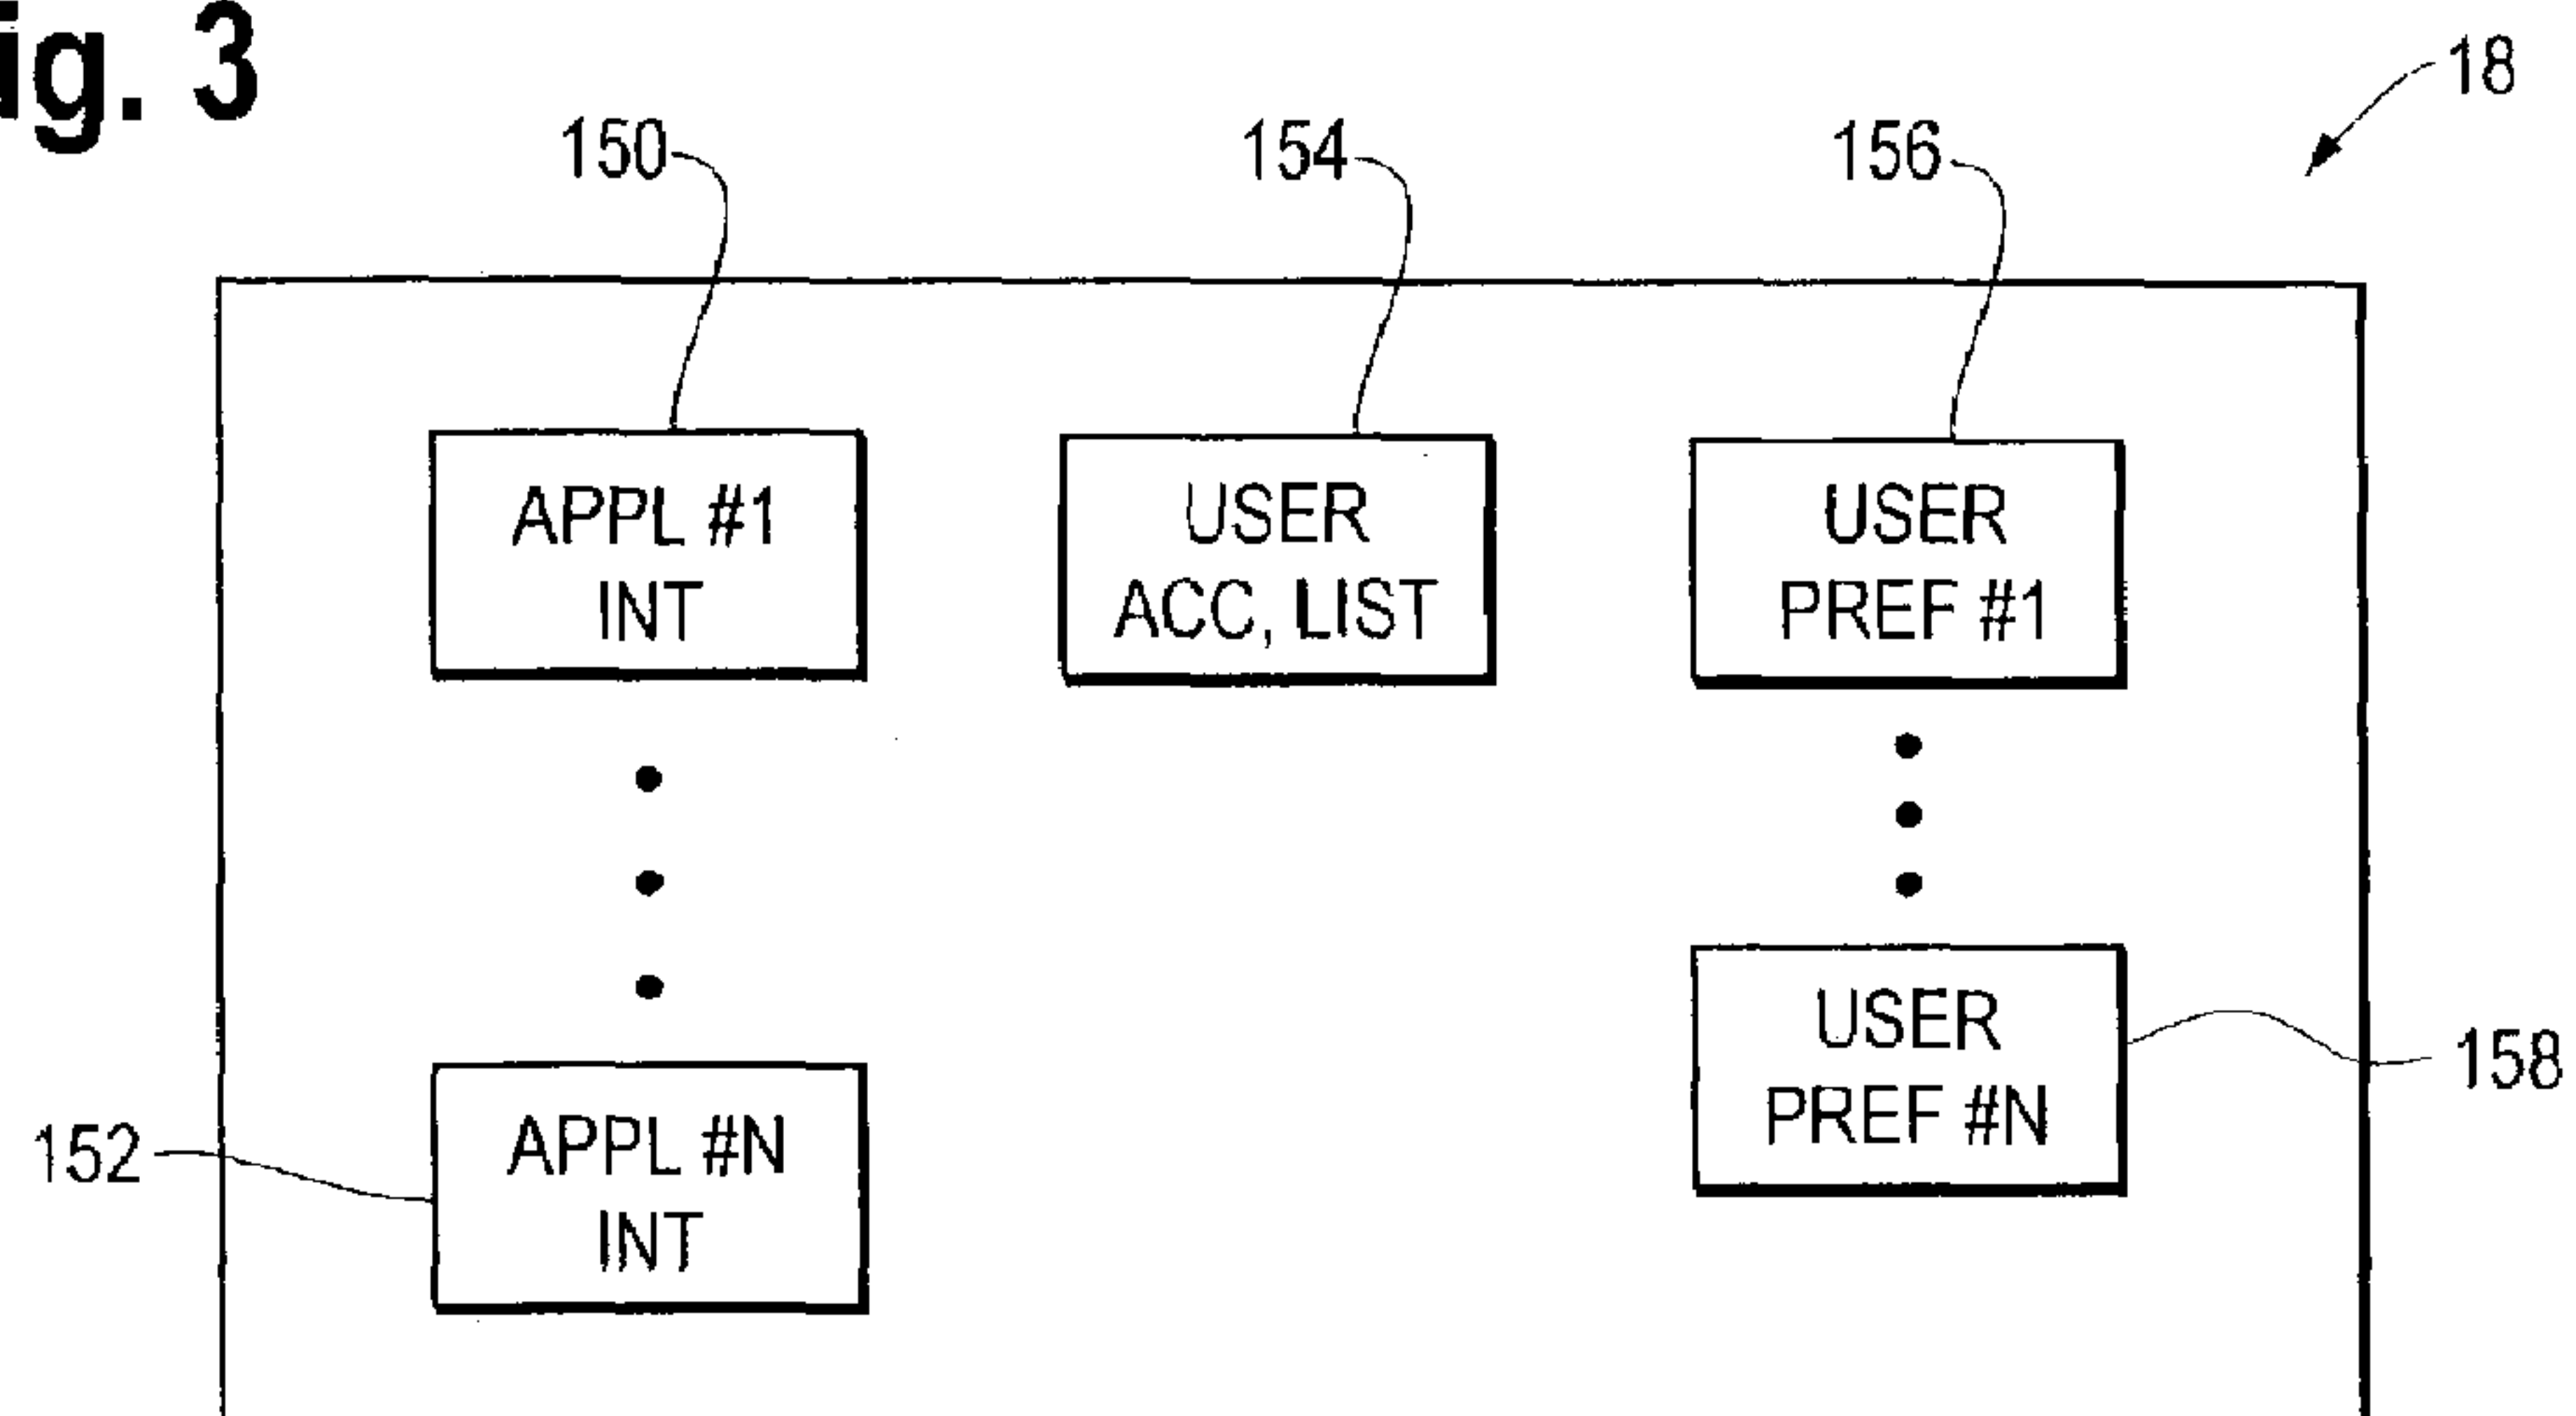 ig. 3
18
150
154
156
APPL #1
INT
USER
ACC, LIST
USER
PREF #1
USER
PREF #N
158
152
APPL #N
INT